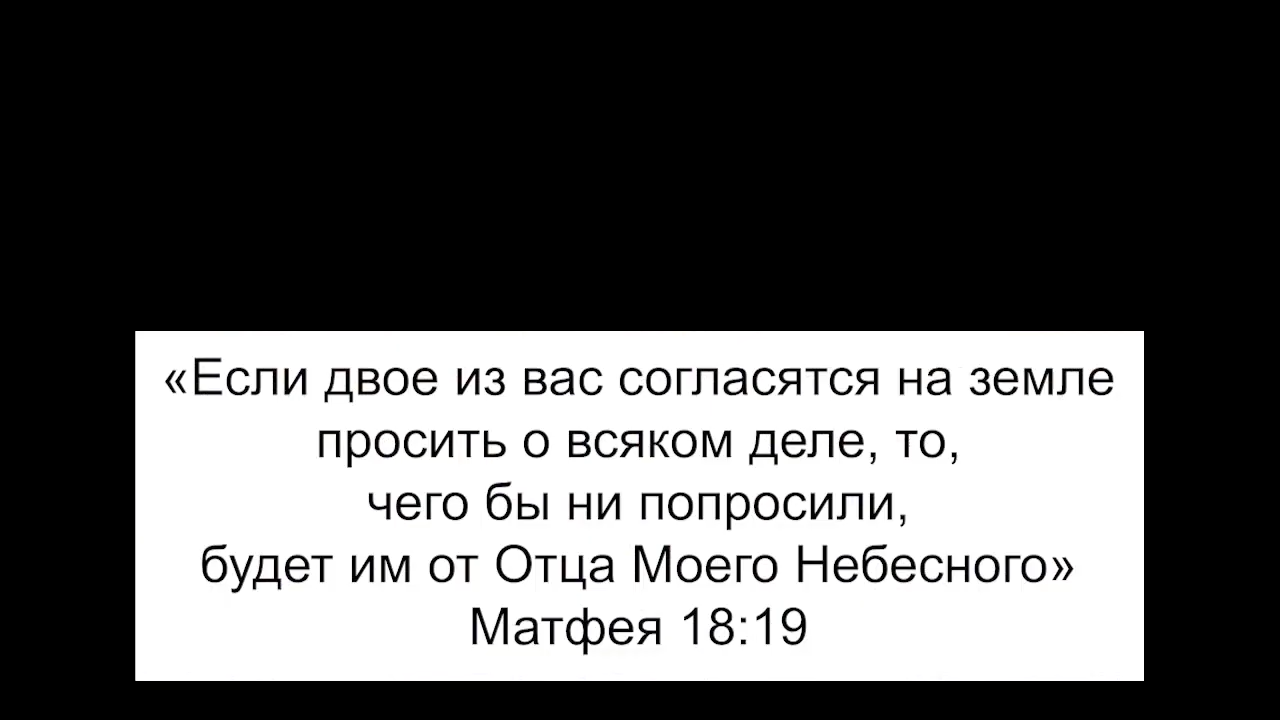 «Если двое из вас согласятся на земле
просить о всяком деле, то,
чего бы ни попросили,
будет им от Отца Моего Небесного»
Матфея 18:19